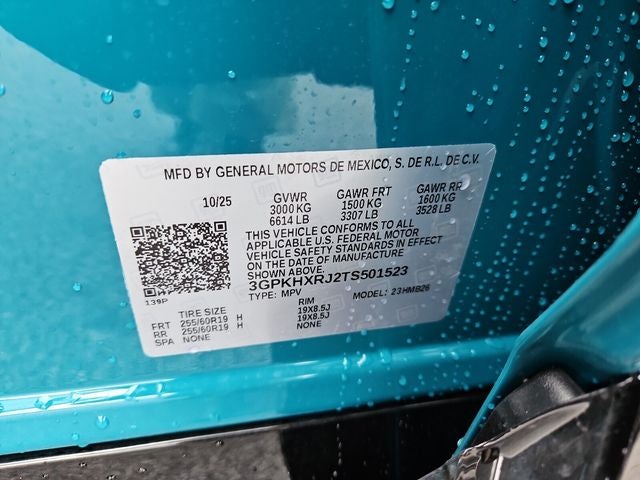 MFD BY GENERAL MOTORS DE MEXICO, S. DE R.L. DE C.V.
10/25 GVWR GAWR FRT GAWR RR
3000 KG 1500 KG 1600 KG
6614 LB 3307 LB 3528 LB
THIS VEHICLE CONFORMS TO ALL
APPLICABLE U.S. FEDERAL MOTOR
VEHICLE SAFETY STANDARDS IN EFFECT
ON THE DATE OF MANUFACTURE
SHOWN ABOVE.
3GPKHXRJ2TS501523
139P TYPE: MPV MODEL: 23HMB26
TIRE SIZE RIM
FRT 255/60R19 H 19X8.5J
RR 255/60R19 H 19X8.5J
SPA NONE NONE